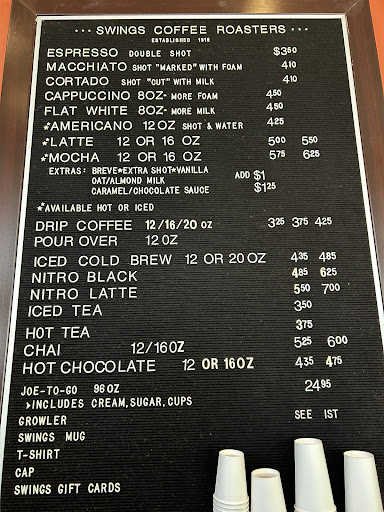 ••• SWINGS COFFEE ROASTERS •••
ESTABLISHED 1916
ESPRESSO DOUBLE SHOT $350
MACCHIATO SHOT "MARKED" WITH FOAM 410
CORTADO SHOT "CUT" WITH MILK 410
CAPPUCCINO 8OZ- MORE FOAM 450
FLAT WHITE 8OZ- MORE MILK 450
*AMERICANO 12OZ SHOT & WATER 425
*LATTE 12 OR 16 OZ 500 550
*MOCHA 12 OR 16 OZ 575 625
EXTRAS: BREVE*EXTRA SHOT*VANILLA ADD $1
OAT/ALMOND MILK
CARAMEL/CHOCOLATE SAUCE $125
*AVAILABLE HOT OR ICED
DRIP COFFEE 12/16/20 OZ 325 375 425
POUR OVER 12OZ
ICED COLD BREW 12 OR 20OZ 435 485
NITRO BLACK 485 625
NITRO LATTE 550 700
ICED TEA 350
HOT TEA 375
CHAI 12/16OZ 525 600
HOT CHOCOLATE 12 OR 16OZ 435 475
JOE-TO-GO 96OZ 2495
>INCLUDES CREAM,SUGAR,CUPS
GROWLER SEE IST
SWINGS MUG
T-SHIRT
CAP
SWINGS GIFT CARDS